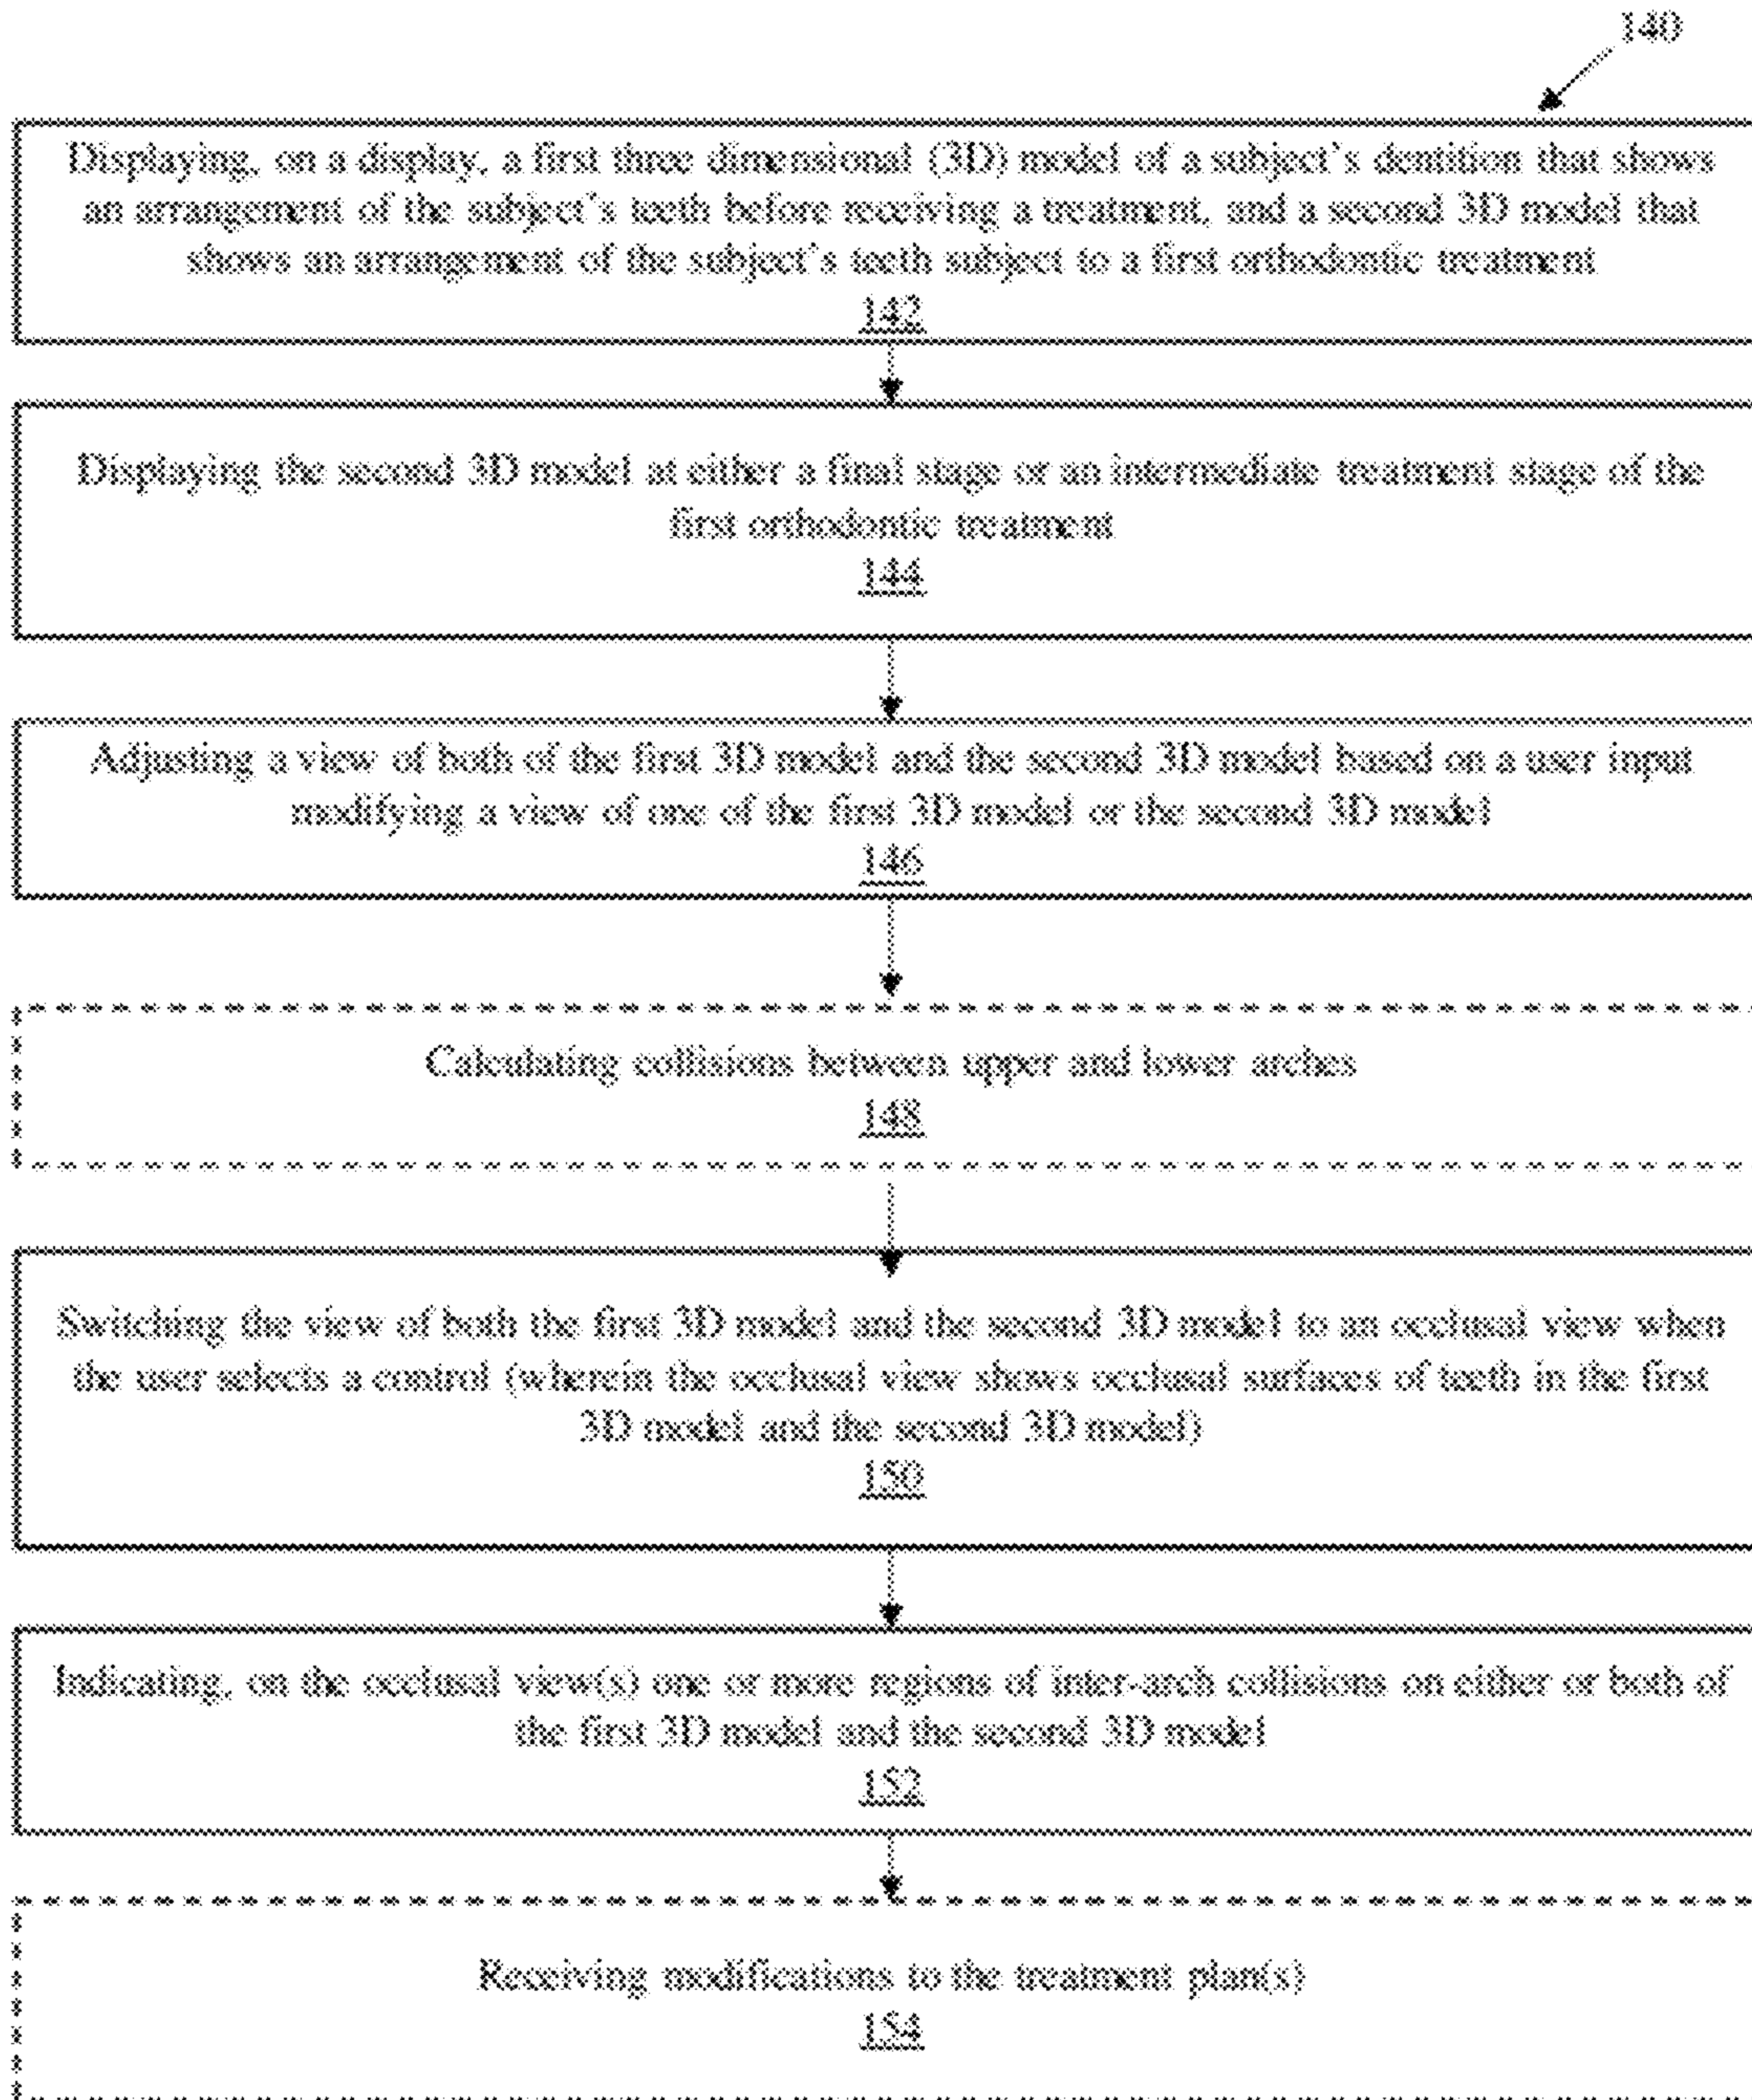 140
Displaying, on a display, a first three dimensional (3D) model of a subject's dentition that shows
an arrangement of the subject's teeth before receiving a treatment, and a second 3D model that
shows an arrangement of the subject's teeth subject to a first orthodontic treatment
142
Displaying the second 3D model at either a final stage or an intermediate treatment stage of the
first orthodontic treatment
144
Adjusting a view of both of the first 3D model and the second 3D model based on a user input
modifying a view of one of the first 3D model or the second 3D model
146
Calculating collisions between upper and lower arches
148
Switching the view of both the first 3D model and the second 3D model to an occlusal view when
the user selects a control (wherein the occlusal view shows occlusal surfaces of teeth in the first
3D model and the second 3D model)
150
Indicating, on the occlusal view(s) one or more regions of inter-arch collisions on either or both of
the first 3D model and the second 3D model
152
Receiving modifications to the treatment plan(s)
154